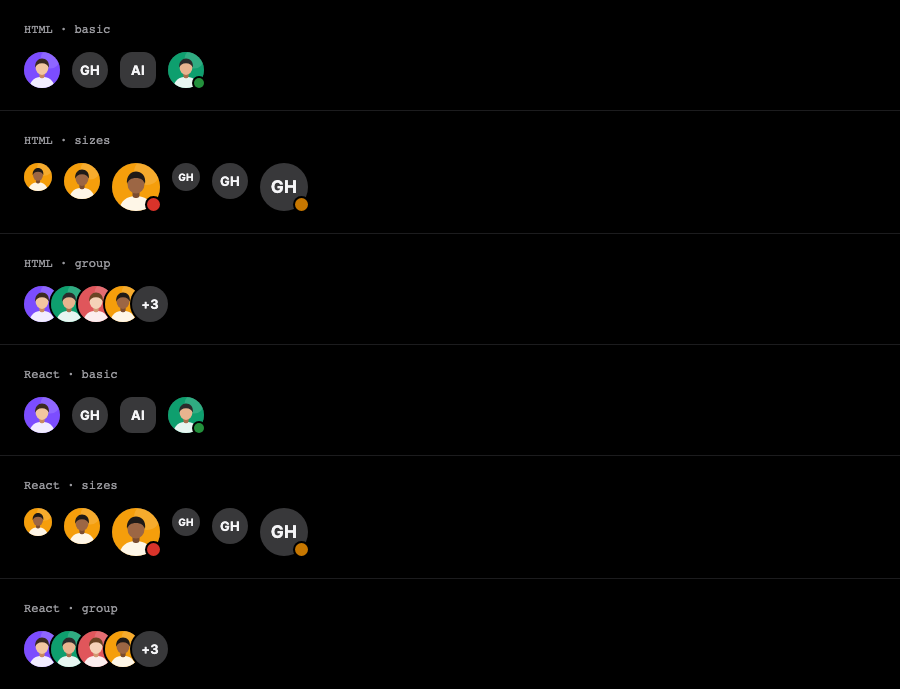 HTML · basic
GH AI
HTML · sizes
GH GH GH
HTML · group
+3
React · basic
GH AI
React · sizes
GH GH GH
React · group
+3